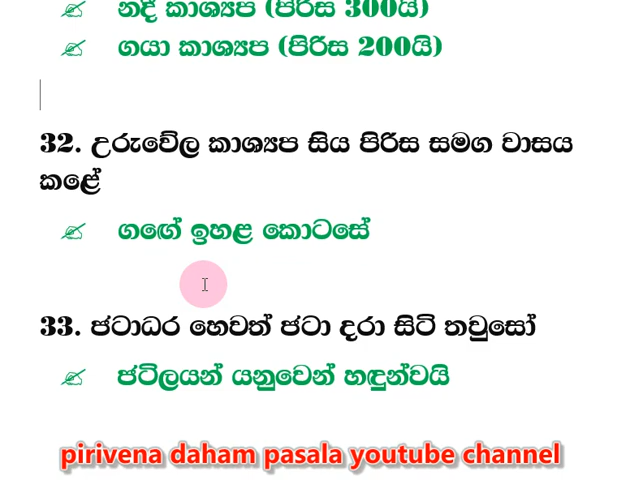 නදී කාශ්‍යප (පිරිස 300යි)
ගයා කාශ්‍යප (පිරිස 200යි)
32. උරුවේල කාශ්‍යප සිය පිරිස සමග වාසය
කළේ
ගඟේ ඉහළ කොටසේ
33. ජටාධර හෙවත් ජටා දරා සිටි තවුසෝ
ජටිලයන් යනුවෙන් හඳුන්වයි
pirivena daham pasala youtube channel